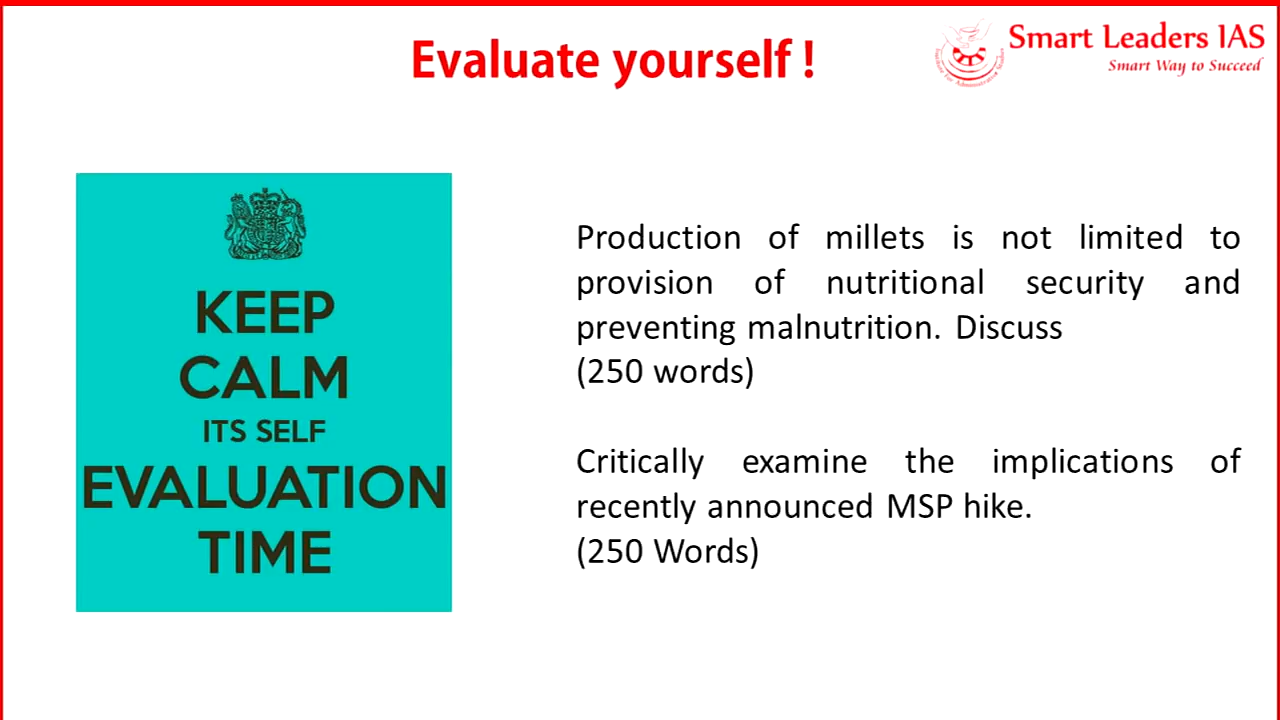 Evaluate yourself !
Smart Leaders IAS
Smart Way to Succeed
KEEP
CALM
ITS SELF
EVALUATION
TIME
Production of millets is not limited to
provision of nutritional security and
preventing malnutrition. Discuss
(250 words)
Critically examine the implications of
recently announced MSP hike.
(250 Words)